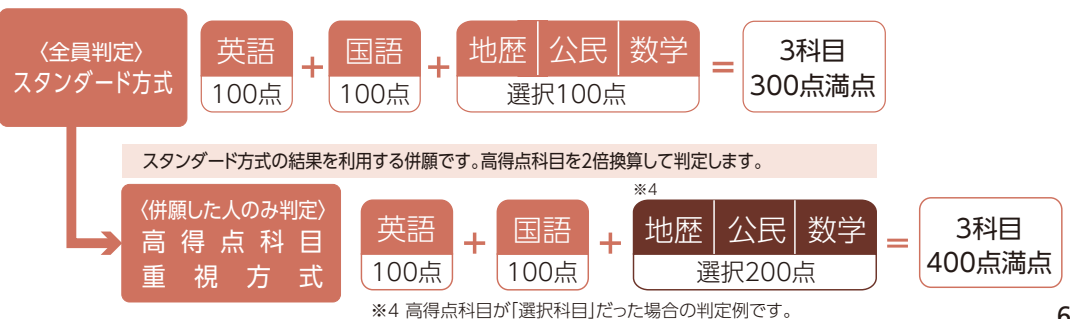 〈全員判定〉
スタンダード方式
英語
100点
+
国語
100点
+
地歴 公民 数学
選択100点
=
3科目
300点満点
スタンダード方式の結果を利用する併願です。高得点科目を2倍換算して判定します。
〈併願した人のみ判定〉
高得点科目
重視方式
英語
100点
+
国語
100点
+
※4
地歴 公民 数学
選択200点
=
3科目
400点満点
※4 高得点科目が「選択科目」だった場合の判定例です。